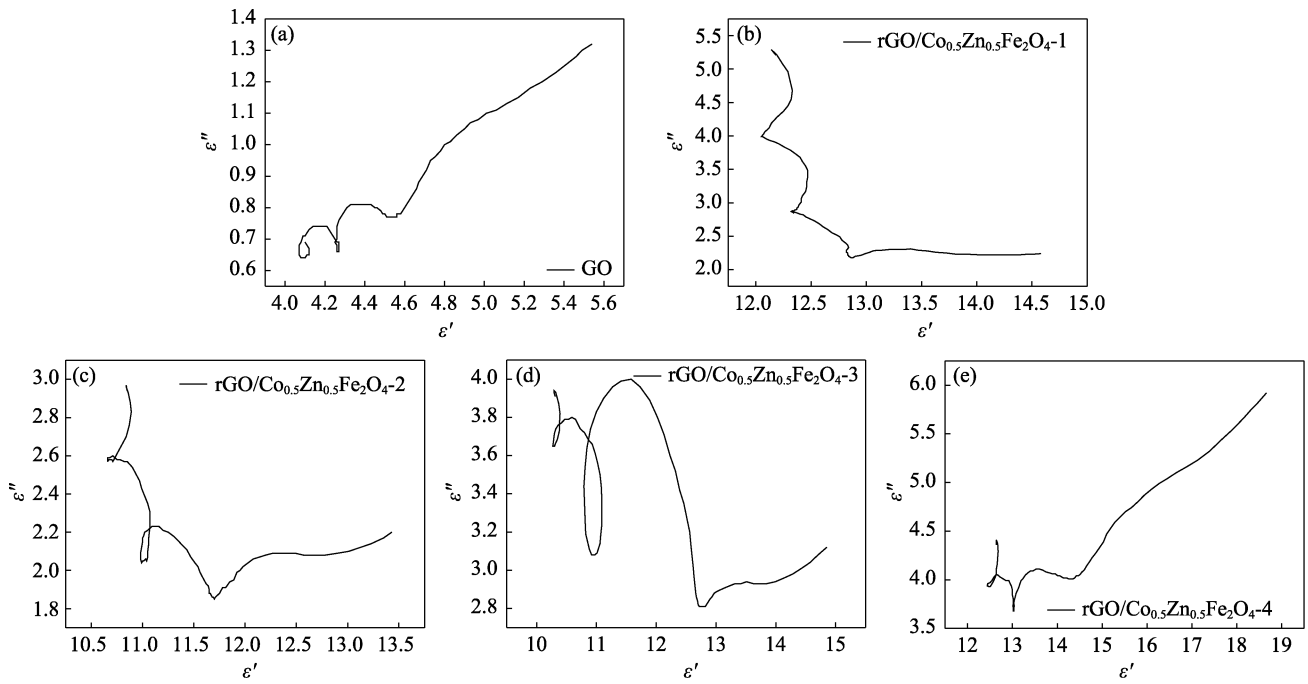 (a)
1.4
1.3
1.2
1.1
1.0
0.9
0.8
0.7
0.6
ε″
GO
4.0 4.2 4.4 4.6 4.8 5.0 5.2 5.4 5.6
ε′
(b)
rGO/Co0.5Zn0.5Fe2O4-1
5.5
5.0
4.5
4.0
3.5
3.0
2.5
2.0
ε″
12.0 12.5 13.0 13.5 14.0 14.5 15.0
ε′
(c)
rGO/Co0.5Zn0.5Fe2O4-2
3.0
2.8
2.6
2.4
2.2
2.0
1.8
ε″
10.5 11.0 11.5 12.0 12.5 13.0 13.5
ε′
(d)
rGO/Co0.5Zn0.5Fe2O4-3
4.0
3.8
3.6
3.4
3.2
3.0
2.8
ε″
10 11 12 13 14 15
ε′
(e)
6.0
5.5
5.0
4.5
4.0
3.5
ε″
rGO/Co0.5Zn0.5Fe2O4-4
12 13 14 15 16 17 18 19
ε′